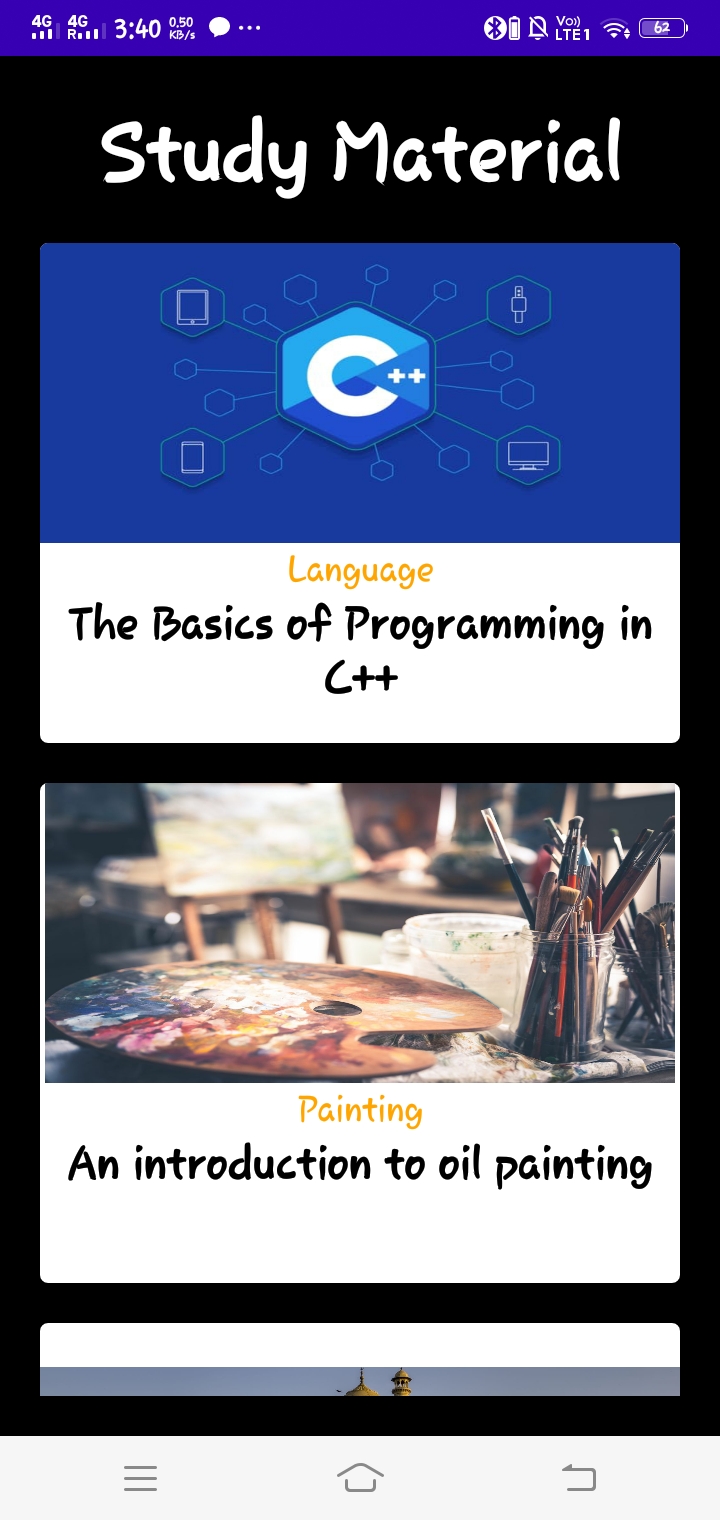 4G 4G R 3:40 0.50 KB/s ... Vo)) LTE1 62
Study Material
C++
Language
The Basics of Programming in
C++
Painting
An introduction to oil painting